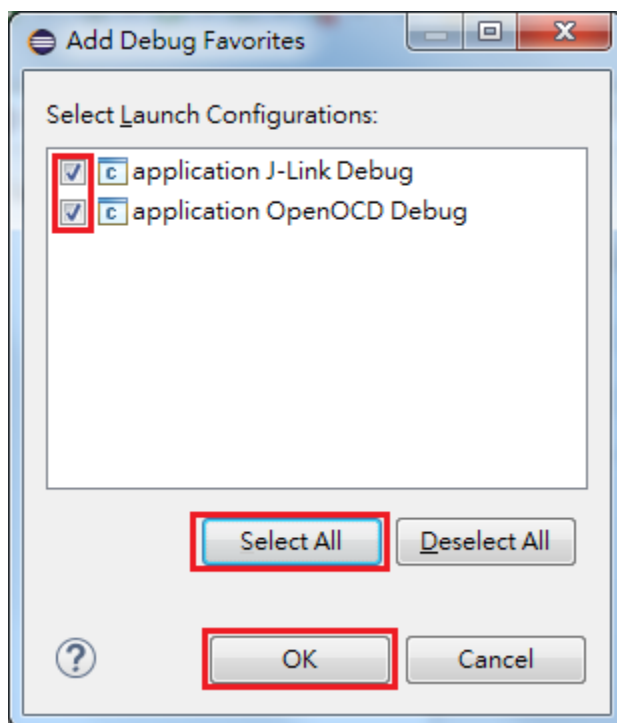 Add Debug Favorites
Select Launch Configurations:
application J-Link Debug
application OpenOCD Debug
Select All Deselect All
? OK Cancel